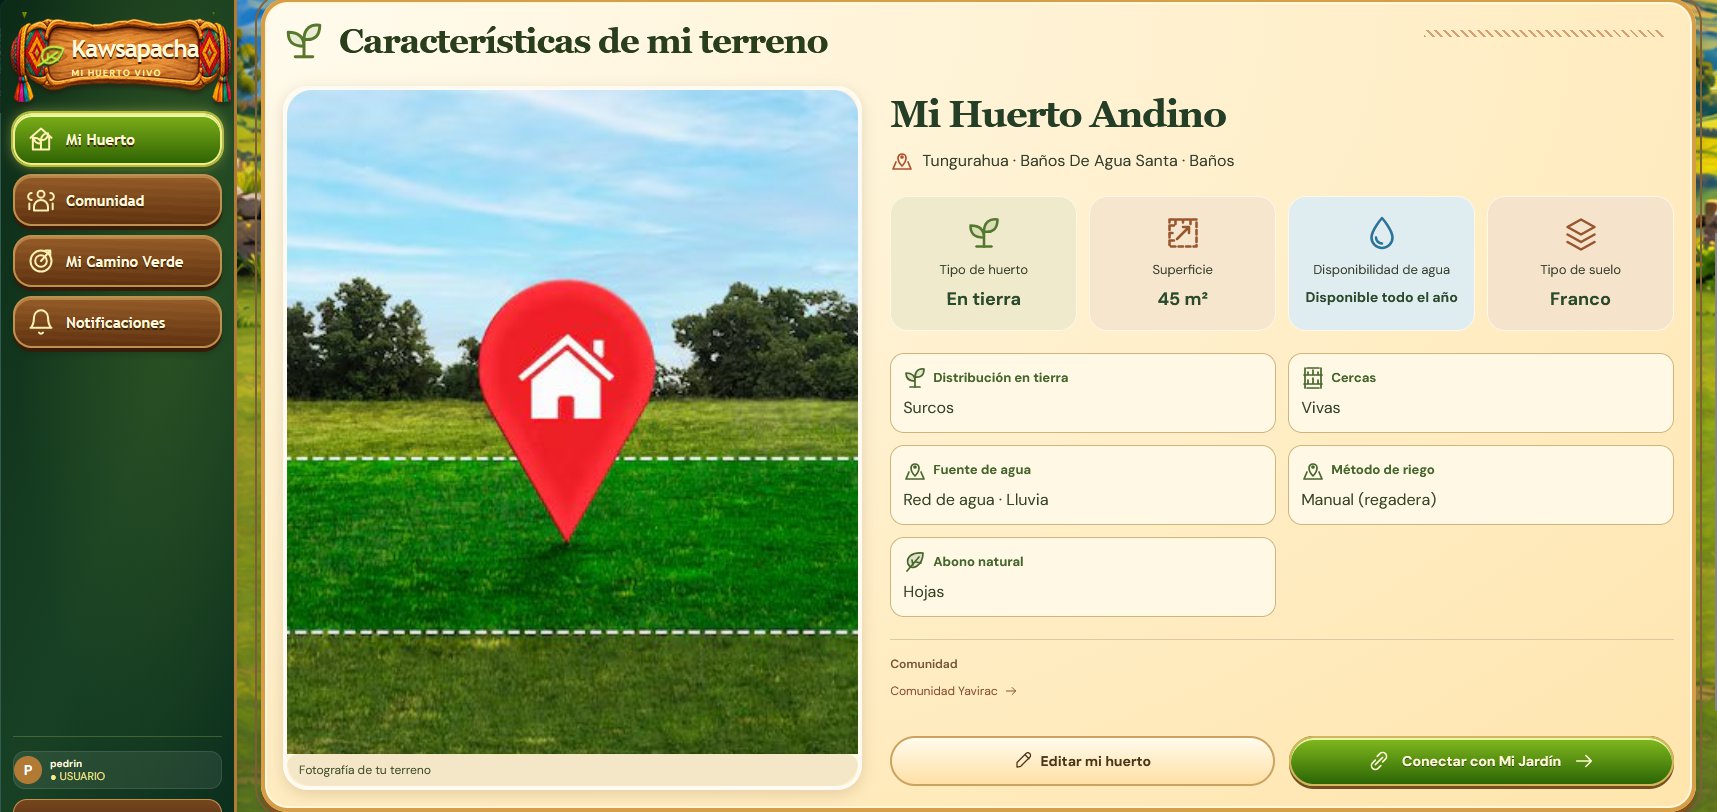 Kawsapacha
MI HUERTO VIVO
Mi Huerto
Comunidad
Mi Camino Verde
Notificaciones
P
pedrin
USUARIO
Características de mi terreno
Fotografía de tu terreno
Mi Huerto Andino
Tungurahua · Baños De Agua Santa · Baños
Tipo de huerto
En tierra
Superficie
45 m²
Disponibilidad de agua
Disponible todo el año
Tipo de suelo
Franco
Distribución en tierra
Surcos
Cercas
Vivas
Fuente de agua
Red de agua · Lluvia
Método de riego
Manual (regadera)
Abono natural
Hojas
Comunidad
Comunidad Yavirac →
Editar mi huerto
Conectar con Mi Jardín →